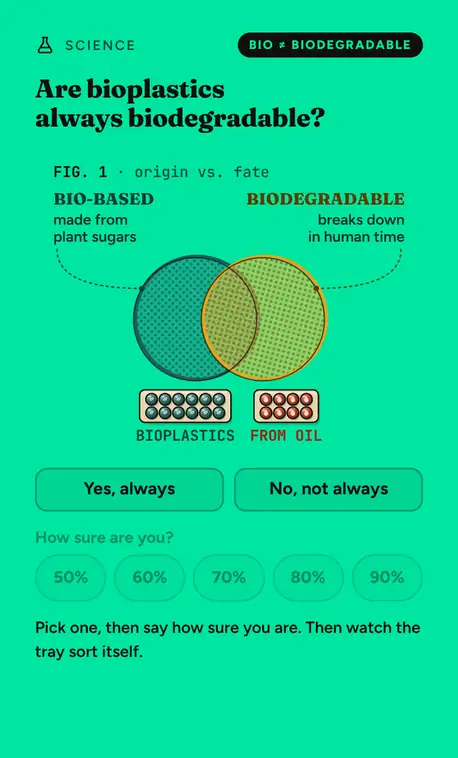 SCIENCE
BIO ≠ BIODEGRADABLE
Are bioplastics
always biodegradable?
FIG. 1 · origin vs. fate
BIO-BASED
made from
plant sugars
BIODEGRADABLE
breaks down
in human time
BIOPLASTICS
FROM OIL
Yes, always
No, not always
How sure are you?
50%
60%
70%
80%
90%
Pick one, then say how sure you are. Then watch the
tray sort itself.